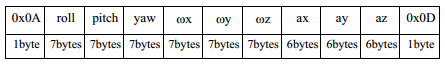 0x0A roll pitch yaw ωx ωy ωz ax ay az 0x0D
1byte 7bytes 7bytes 7bytes 7bytes 7bytes 7bytes 6bytes 6bytes 6bytes 1byte